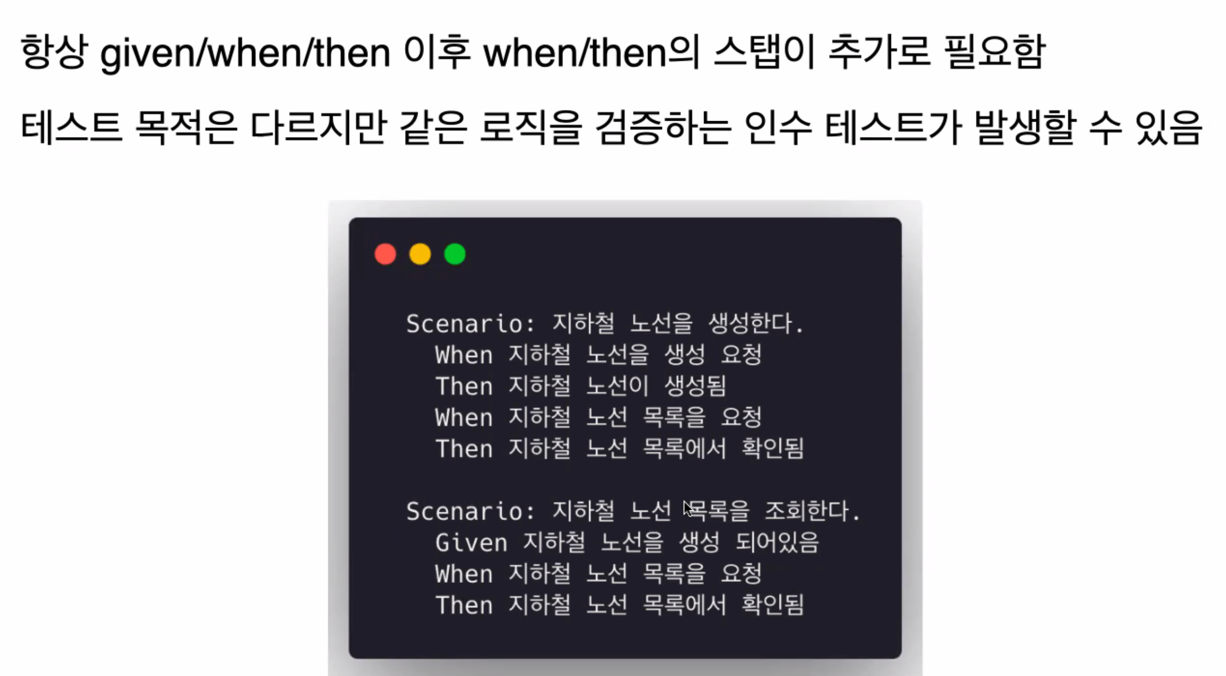 항상 given/when/then 이후 when/then의 스탭이 추가로 필요함
테스트 목적은 다르지만 같은 로직을 검증하는 인수 테스트가 발생할 수 있음
Scenario: 지하철 노선을 생성한다.
When 지하철 노선을 생성 요청
Then 지하철 노선이 생성됨
When 지하철 노선 목록을 요청
Then 지하철 노선 목록에서 확인됨
Scenario: 지하철 노선 목록을 조회한다.
Given 지하철 노선을 생성 되어있음
When 지하철 노선 목록을 요청
Then 지하철 노선 목록에서 확인됨